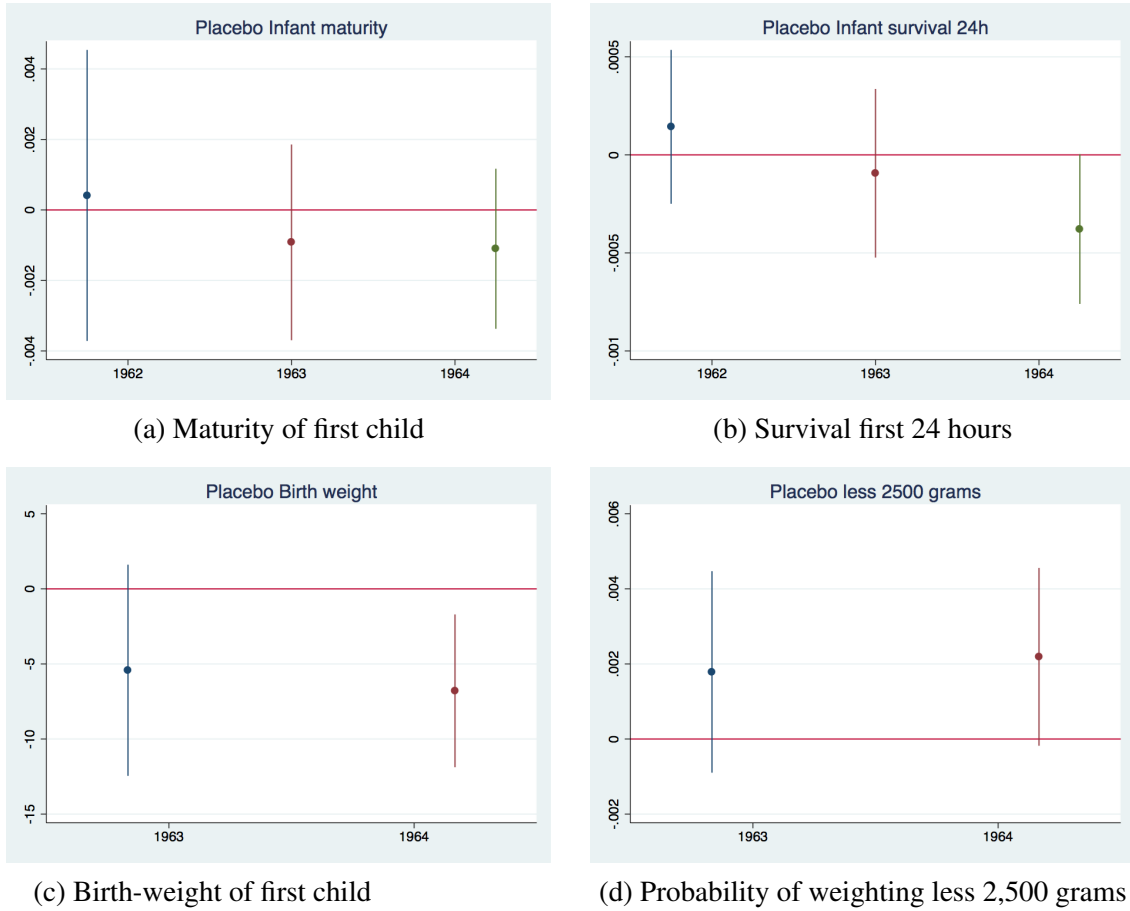 Placebo Infant maturity
.004
.002
0
-.002
-.004
1962 1963 1964
(a) Maturity of first child
Placebo Infant survival 24h
.0005
0
-.0005
-.001
1962 1963 1964
(b) Survival first 24 hours
Placebo Birth weight
5
0
-5
-10
-15
1963 1964
(c) Birth-weight of first child
Placebo less 2500 grams
.006
.004
.002
0
-.002
1963 1964
(d) Probability of weighting less 2,500 grams